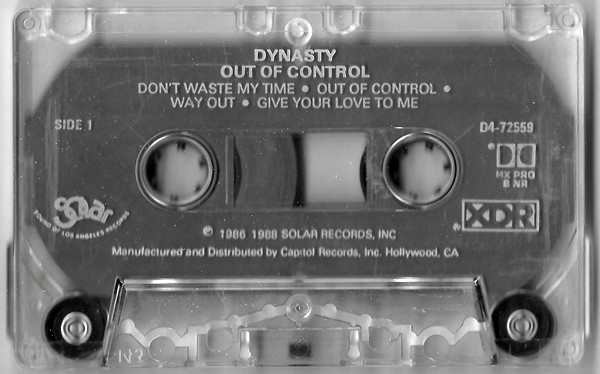 DYNASTY
OUT OF CONTROL
DON'T WASTE MY TIME • OUT OF CONTROL •
WAY OUT • GIVE YOUR LOVE TO ME
SIDE 1
D4-72559
MX PRO
B NR
Solar
SOUND OF LOS ANGELES RECORDS
® XDR
℗ 1986 1988 SOLAR RECORDS, INC
Manufactured and Distributed by Capitol Records, Inc. Hollywood, CA